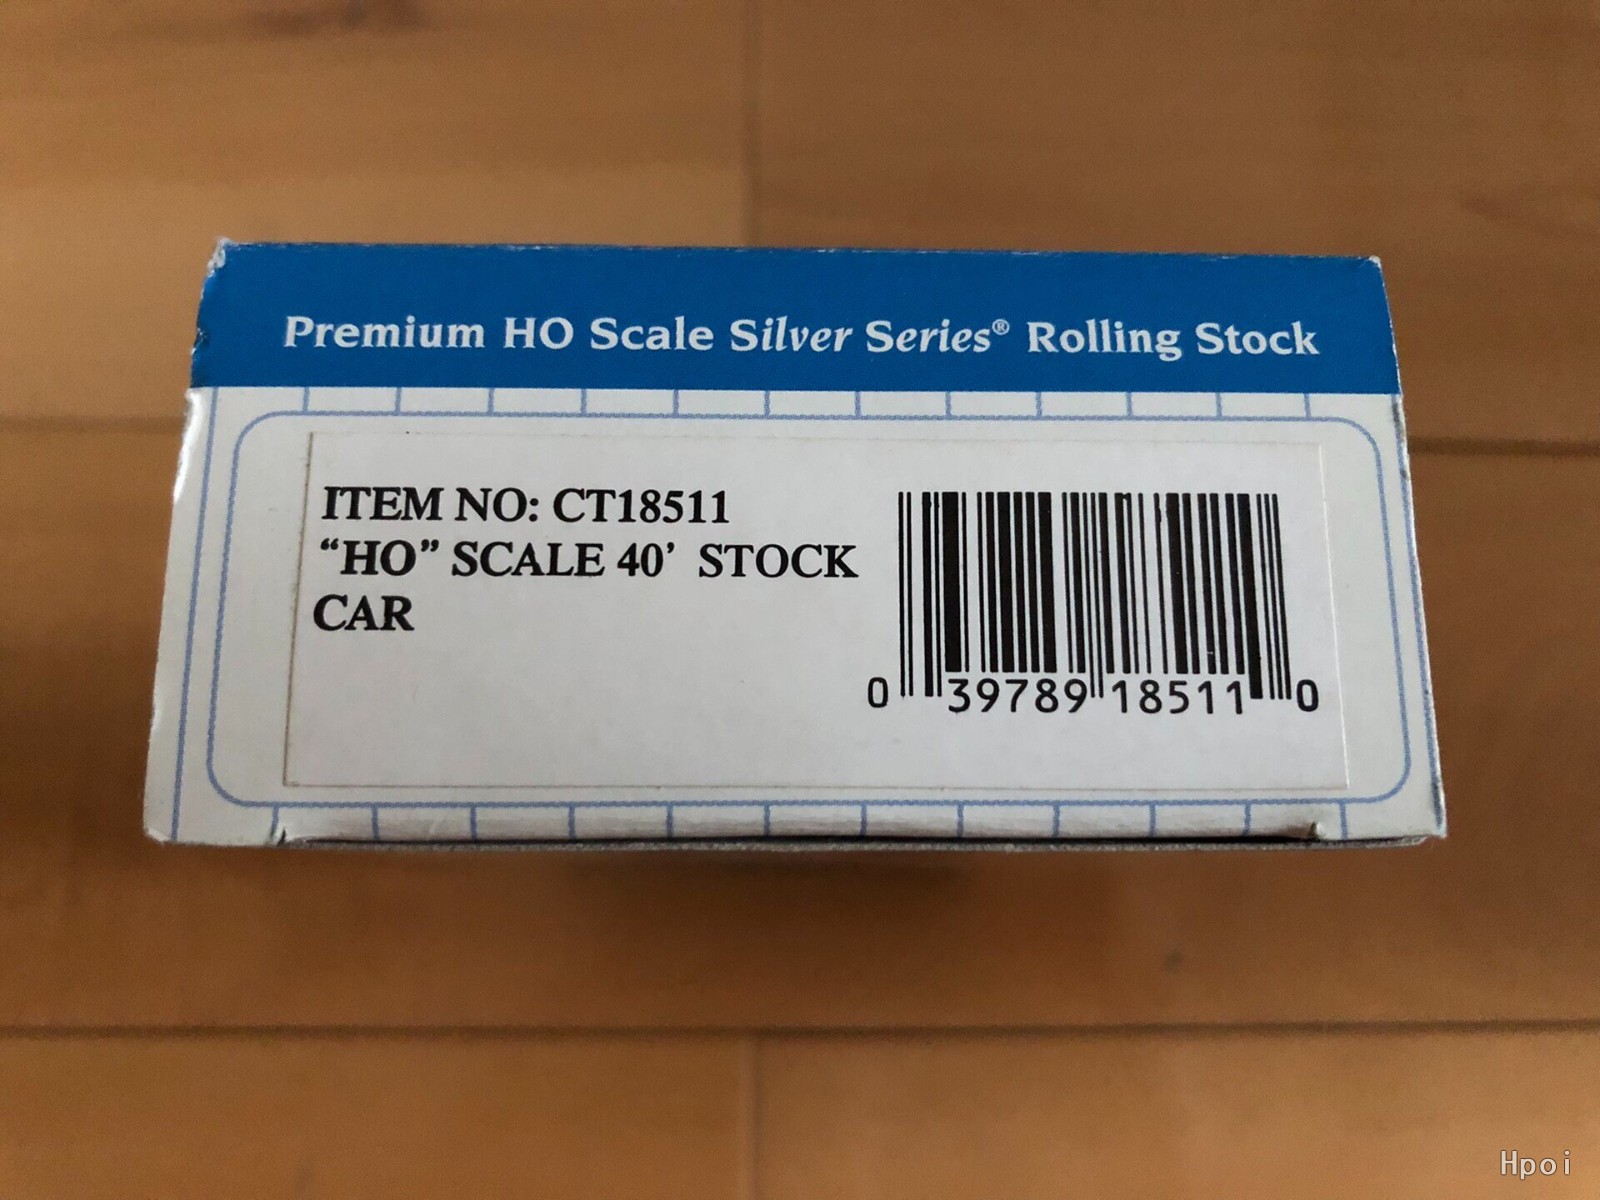 Premium HO Scale Silver Series® Rolling Stock
ITEM NO: CT18511
“HO” SCALE 40’ STOCK
CAR
0 39789 18511 0
Hpoi